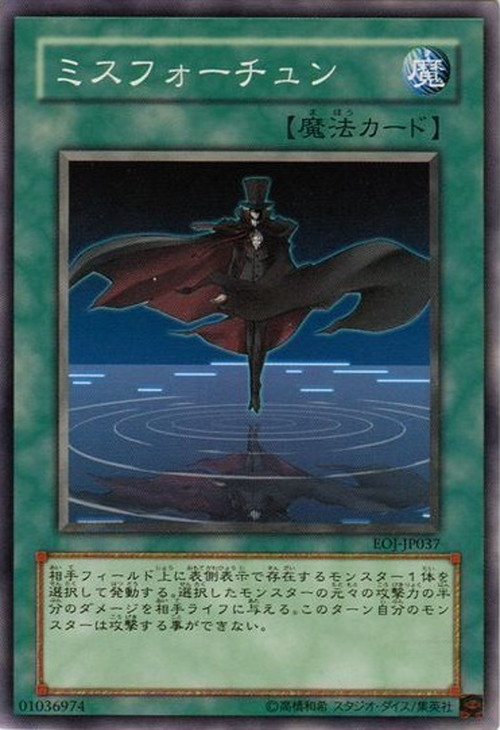 ミスフォーチュン
魔
【魔法カード】
EOJ-JP037
相手フィールド上に表側表示で存在するモンスター1体を
選択して発動する。選択したモンスターの元々の攻撃力の半
分のダメージを相手ライフに与える。このターン自分のモン
スターは攻撃する事ができない。
01036974
©高橋和希 スタジオ・ダイス/集英社